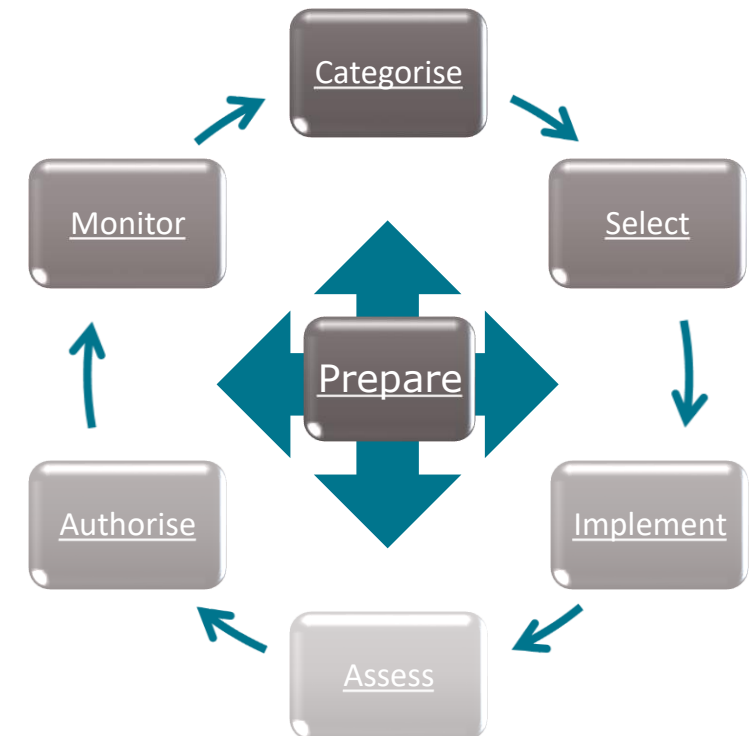 Categorise
Monitor
Select
Prepare
Authorise
Implement
Assess